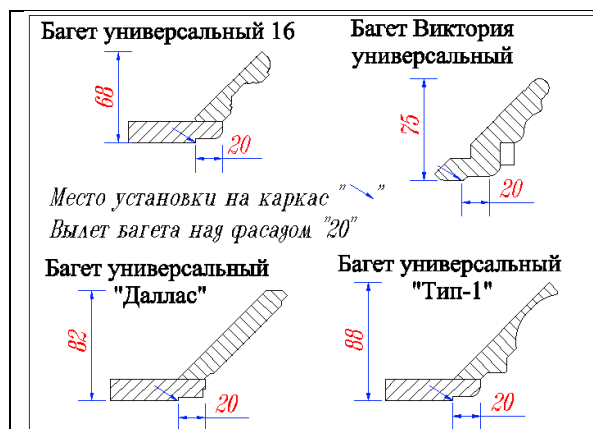 Багет универсальный 16
68
20
Багет Виктория
универсальный
75
20
Место установки на каркас "↘"
Вылет багета над фасадом "20"
Багет универсальный
"Даллас"
82
20
Багет универсальный
"Тип-1"
88
20